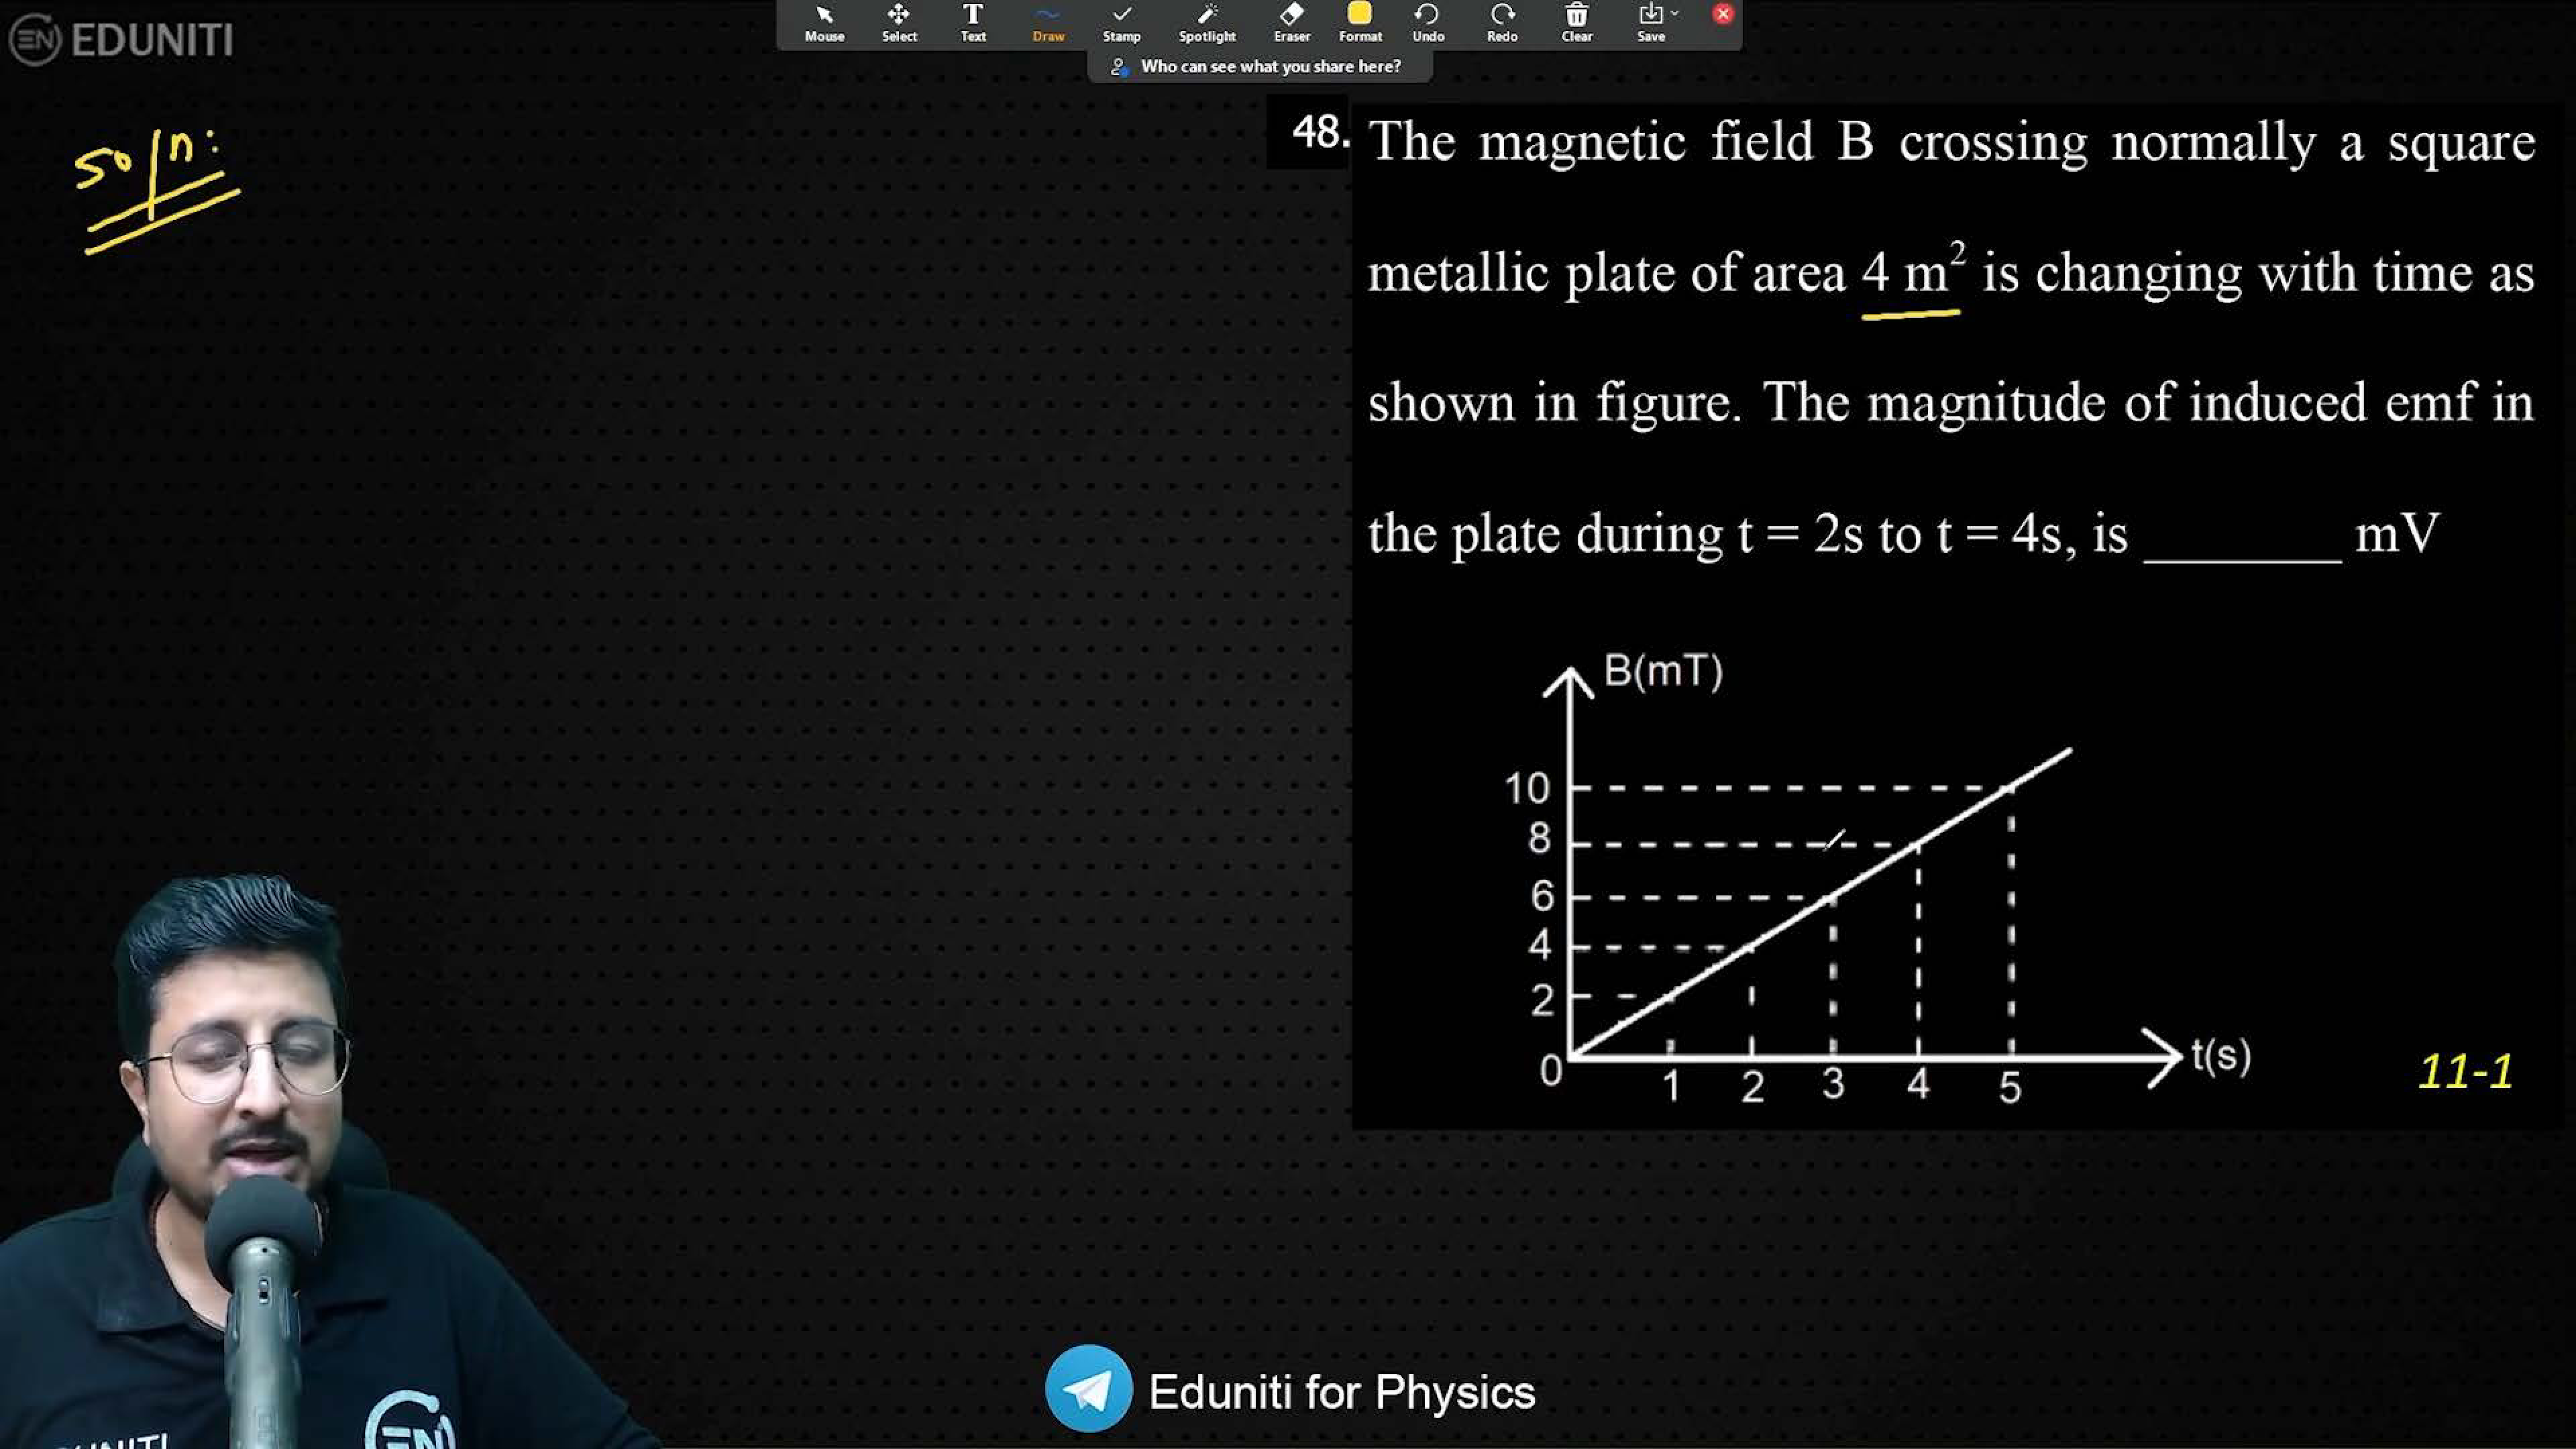 EDUNITI
Mouse Select Text Draw Stamp Spotlight Eraser Format Undo Redo Clear Save
Who can see what you share here?
Soln:
48. The magnetic field B crossing normally a square
metallic plate of area 4 m² is changing with time as
shown in figure. The magnitude of induced emf in
the plate during t = 2s to t = 4s, is _______ mV
B(mT)
10
8
6
4
2
0
1 2 3 4 5
t(s)
11-1
Eduniti for Physics